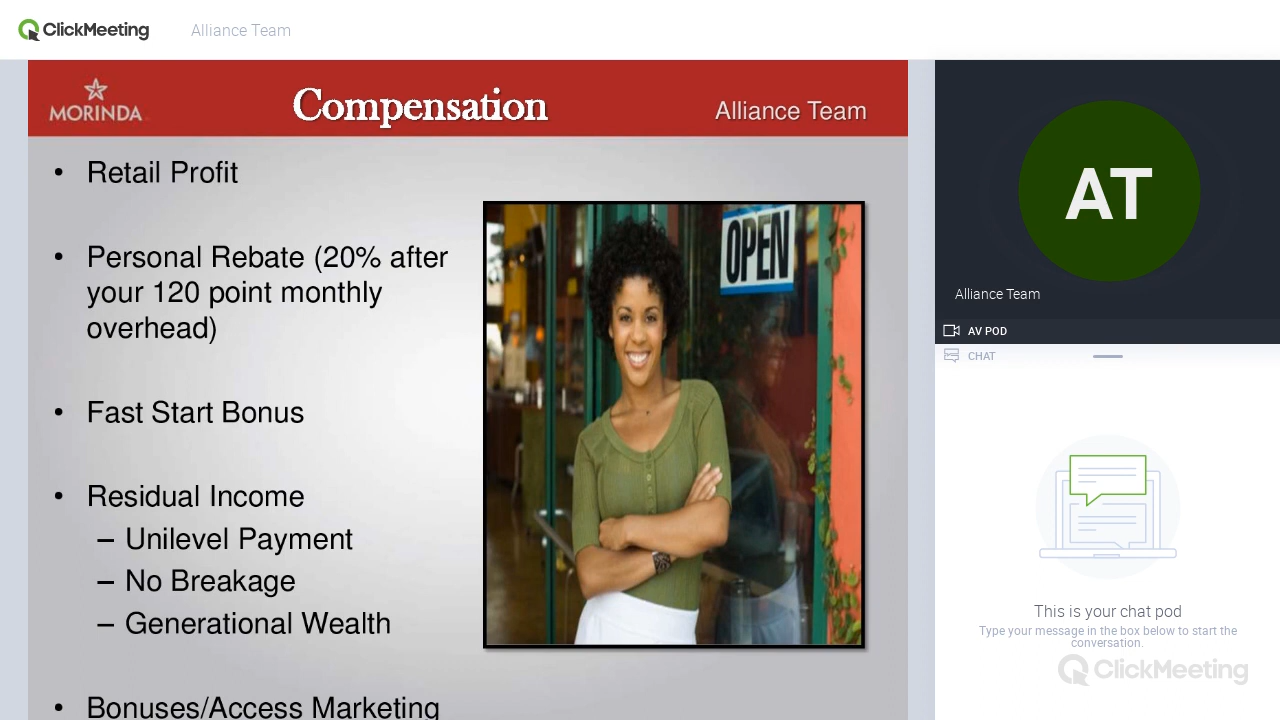 ClickMeeting
Alliance Team
MORINDA
Compensation
Alliance Team
• Retail Profit
• Personal Rebate (20% after
your 120 point monthly
overhead)
• Fast Start Bonus
• Residual Income
– Unilevel Payment
– No Breakage
– Generational Wealth
• Bonuses/Access Marketing
OPEN
AT
Alliance Team
AV POD
CHAT
This is your chat pod
Type your message in the box below to start the
conversation.
ClickMeeting